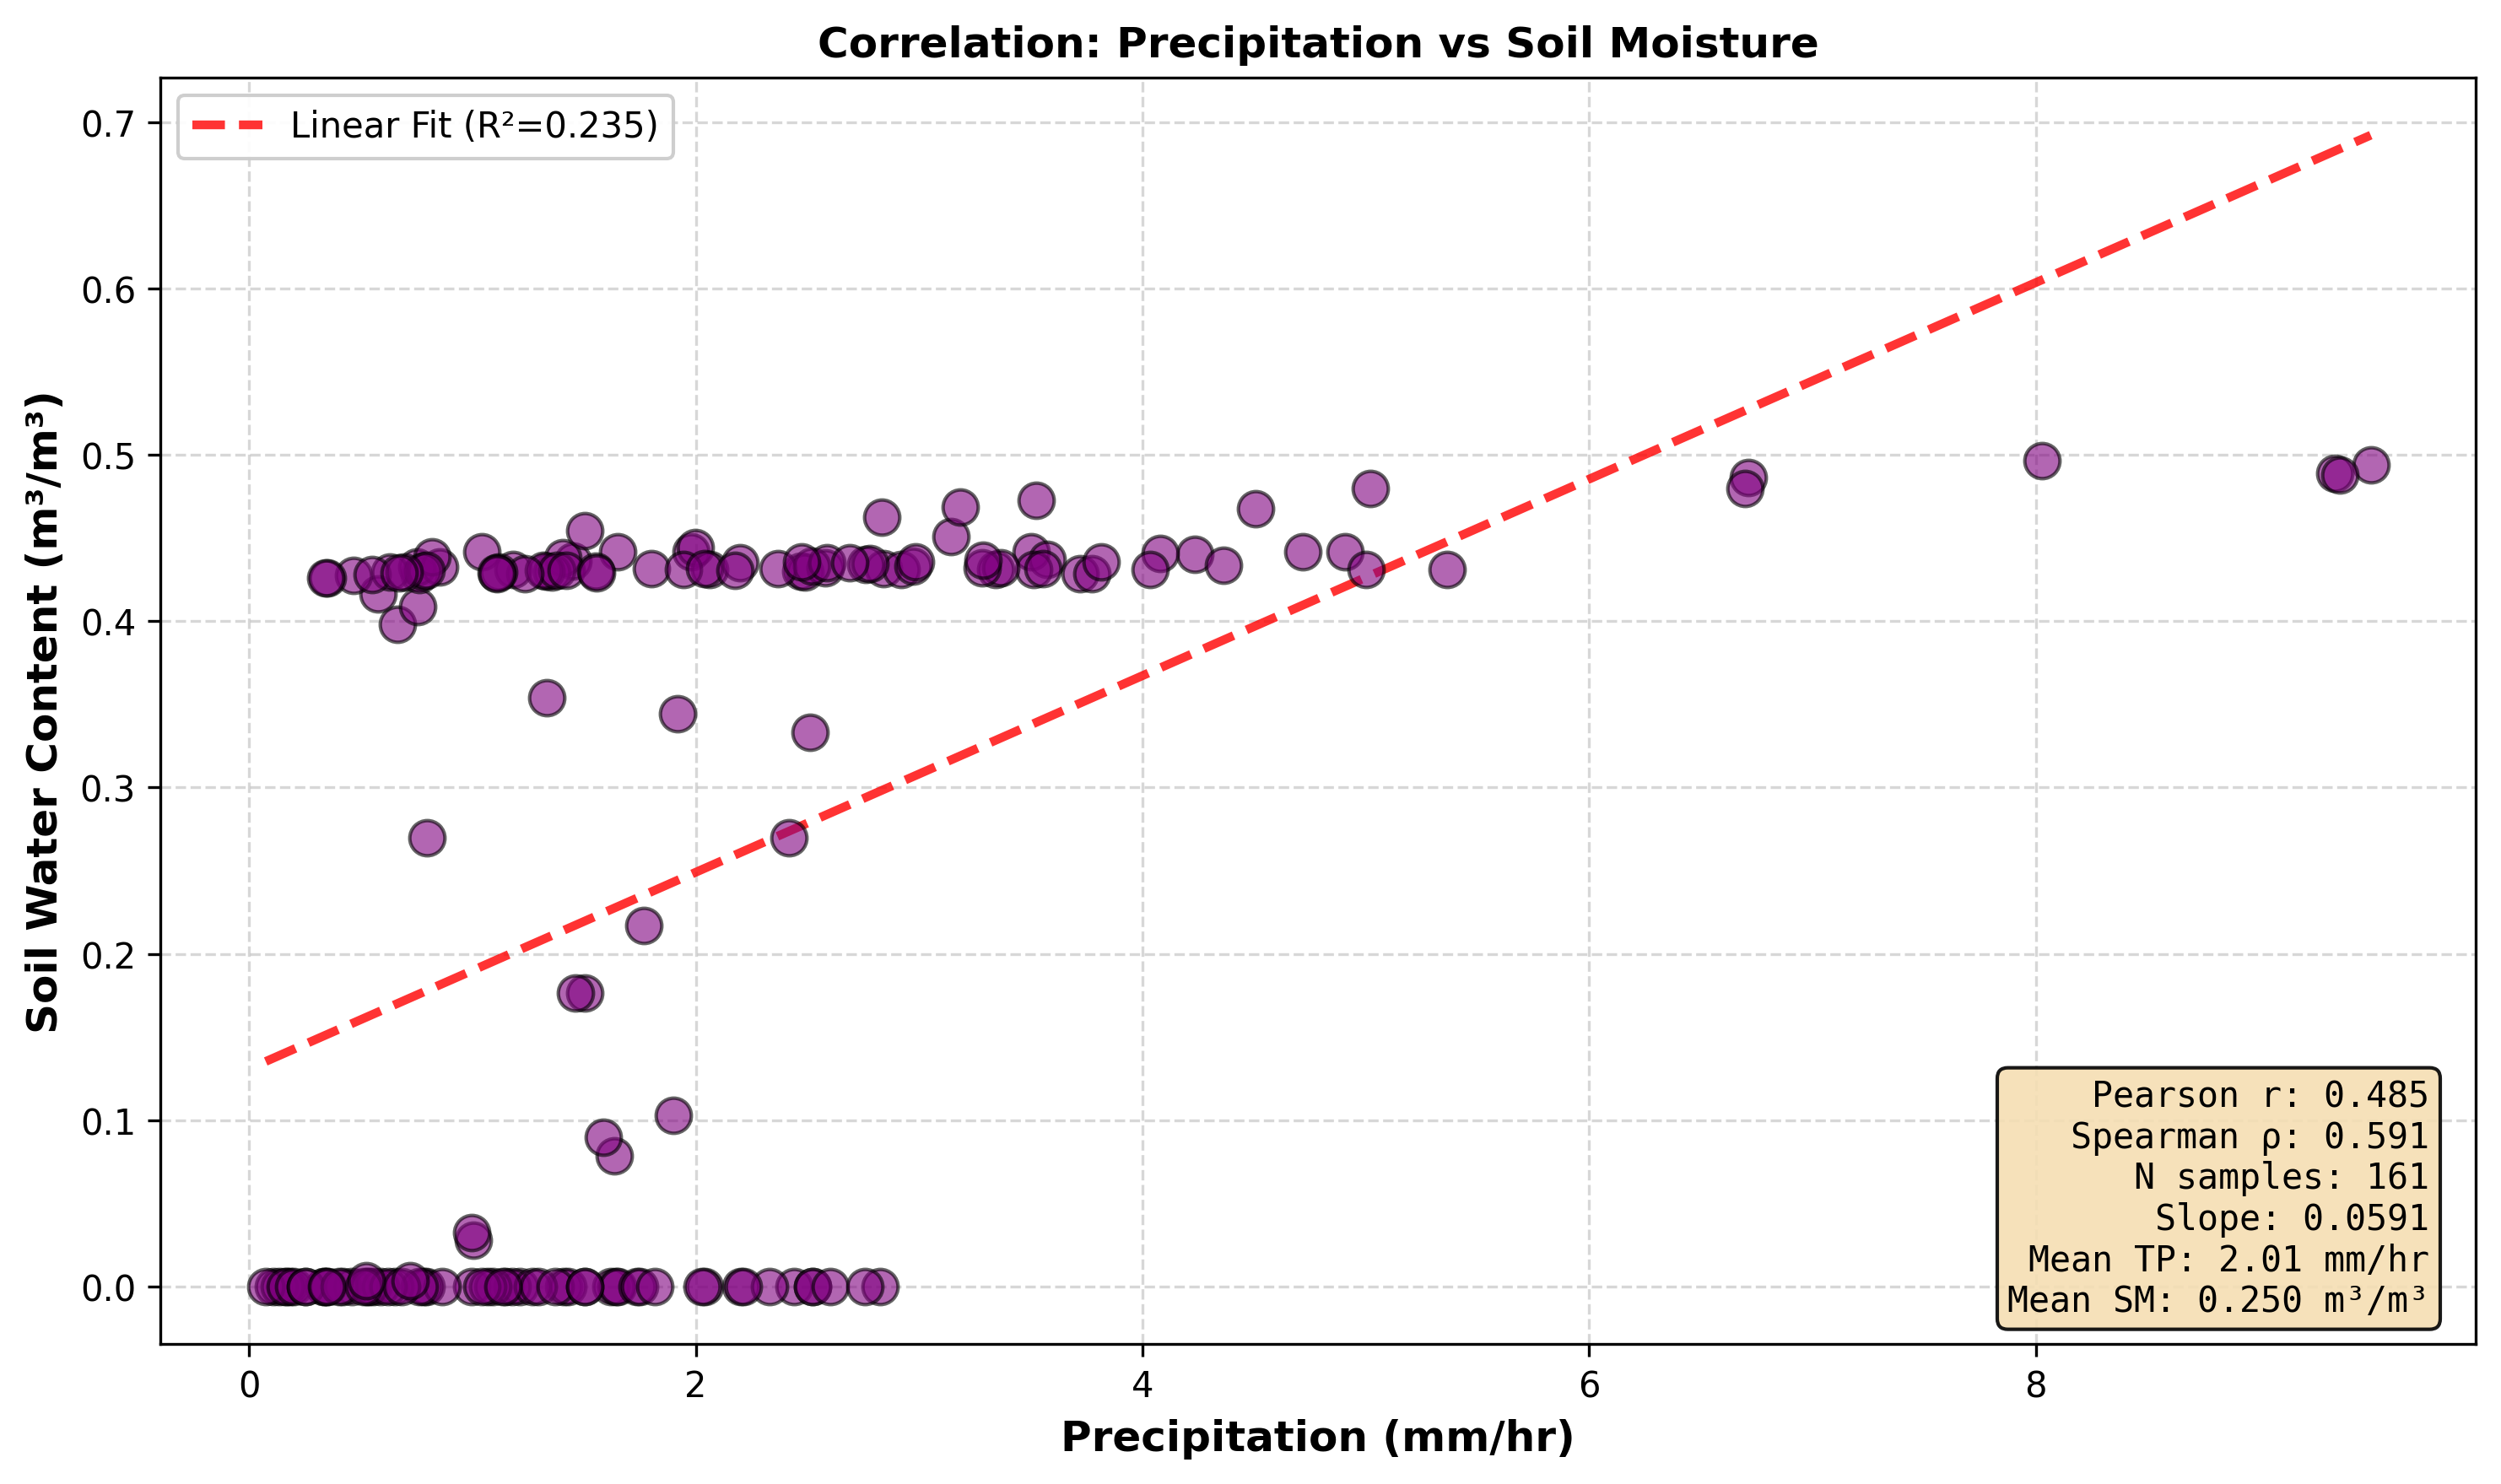 Correlation: Precipitation vs Soil Moisture
Linear Fit (R²=0.235)
Soil Water Content (m³/m³)
0.7
0.6
0.5
0.4
0.3
0.2
0.1
0.0
Pearson r: 0.485
Spearman ρ: 0.591
N samples: 161
Slope: 0.0591
Mean TP: 2.01 mm/hr
Mean SM: 0.250 m³/m³
0 2 4 6 8
Precipitation (mm/hr)